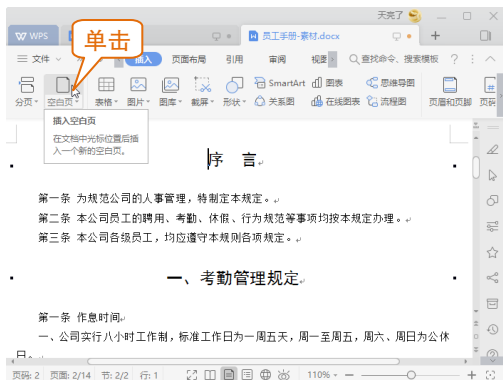 天亮了
WPS
单击
员工手册-素材.docx
文件 插入 页面布局 引用 审阅 视图 查找命令、搜索模板
分页 空白页 表格 图片 图库 截屏 形状 SmartArt 图表 思维导图
关系图 在线图表 流程图 页眉和页脚 页码
插入空白页
在文档中光标位置后插
入一个新的空白页。
序 言
第一条 为规范公司的人事管理，特制定本规定。
第二条 本公司员工的聘用、考勤、休假、行为规范等事项均按本规定办理。
第三条 本公司各级员工，均应遵守本规则各项规定。
一、考勤管理规定
第一条 作息时间
一、公司实行八小时工作制，标准工作日为一周五天，周一至周五，周六、周日为公休
日。
页码: 2 页面: 2/14 节: 2/2 行: 1 110%